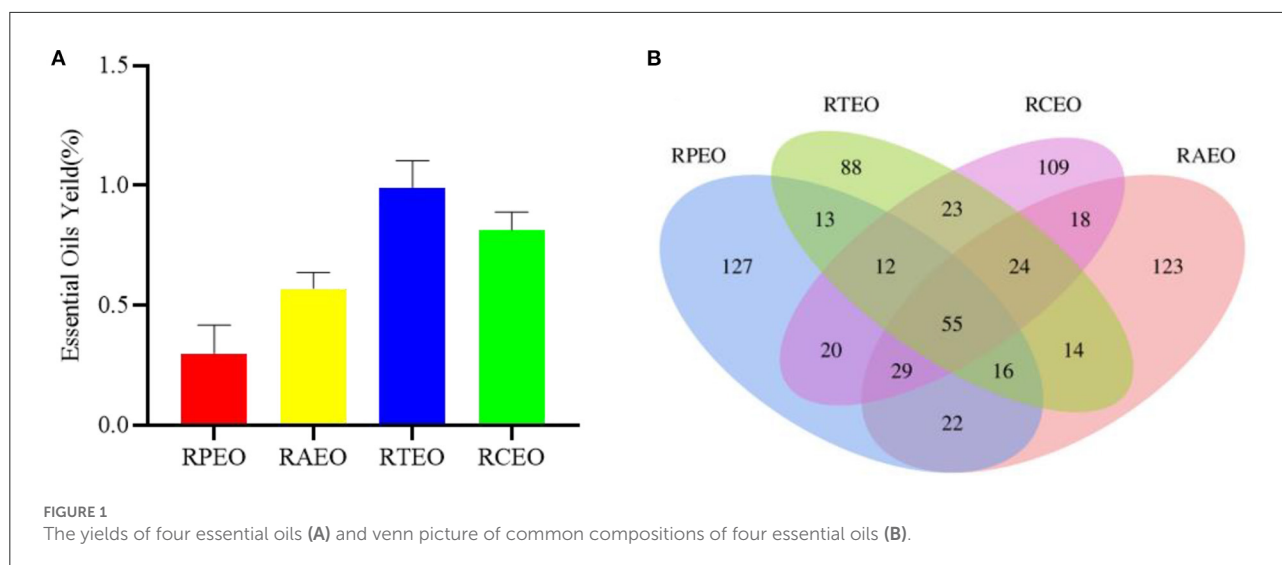 A
1.5
1.0
0.5
0.0
Essential Oils Yeild(%)
RPEO RAEO RTEO RCEO
B
RTEO RCEO
RPEO RAEO
88 109
13 23 18
127 12 24 123
55
20 29 16 14
22
FIGURE 1
The yields of four essential oils (A) and venn picture of common compositions of four essential oils (B).